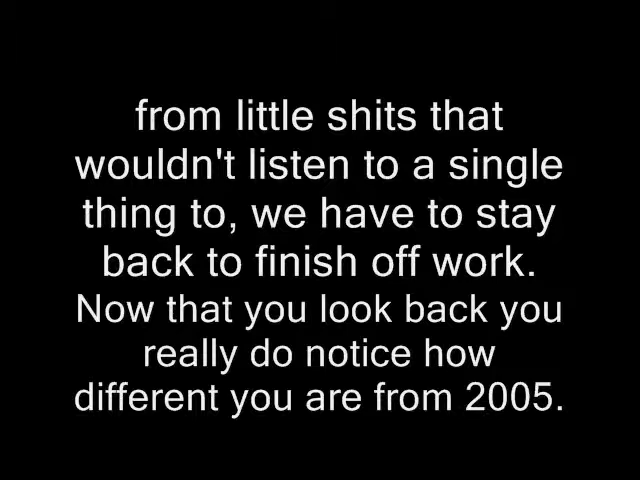 from little shits that
wouldn't listen to a single
thing to, we have to stay
back to finish off work.
Now that you look back you
really do notice how
different you are from 2005.